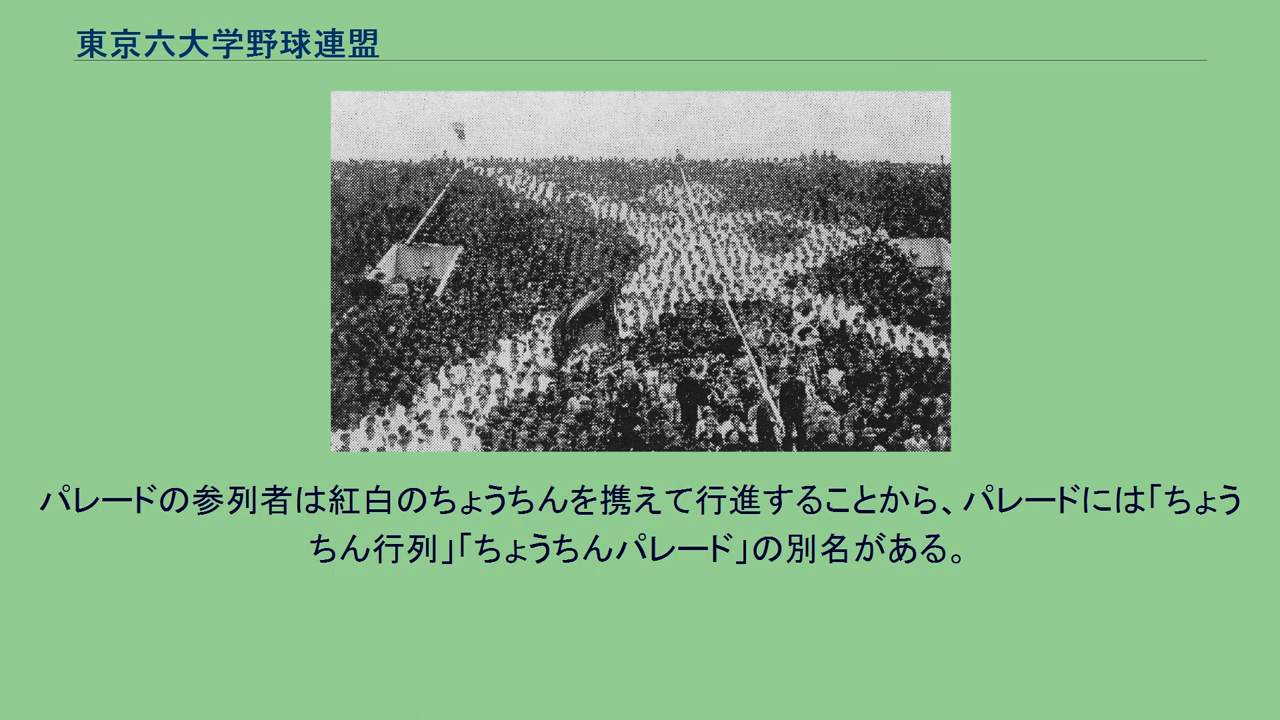 東京六大学野球連盟
パレードの参列者は紅白のちょうちんを携えて行進することから、パレードには「ちょう
ちん行列」「ちょうちんパレード」の別名がある。